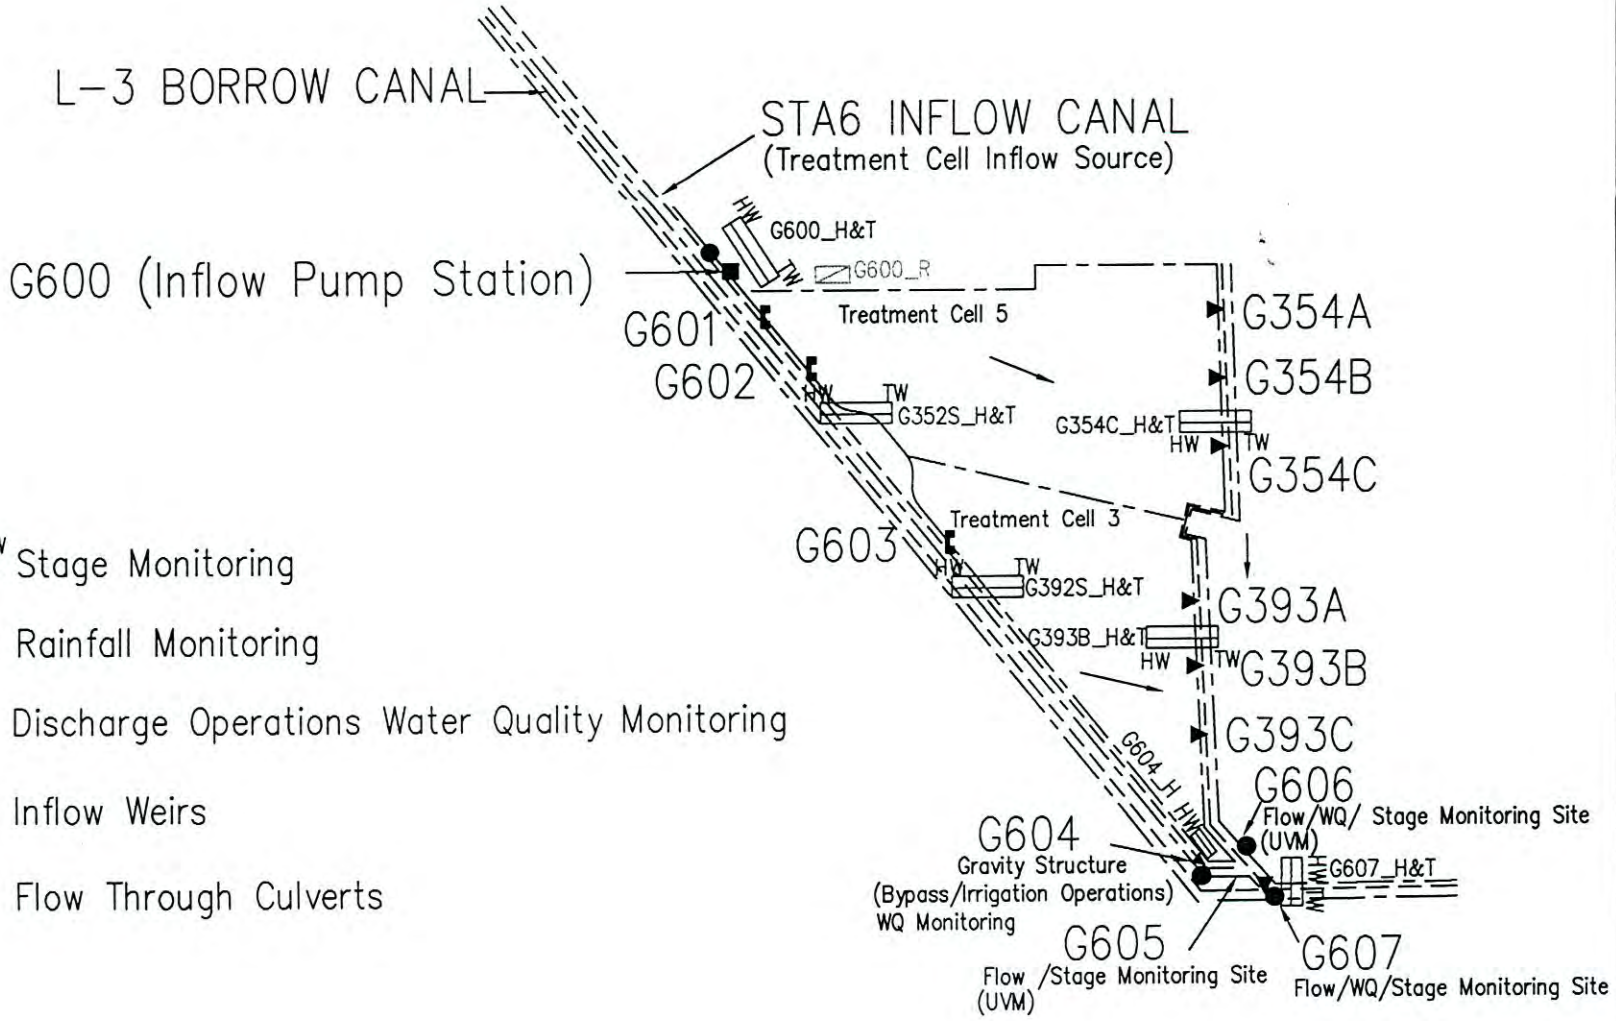 L-3 BORROW CANAL
STA6 INFLOW CANAL
(Treatment Cell Inflow Source)
HW
G600_H&T
TW
G600_R
G600 (Inflow Pump Station)
Treatment Cell 5
G354A
G601
G354B
G602
HW TW
G352S_H&T
G354C_H&T
HW TW
G354C
Treatment Cell 3
G603
HW TW
G392S_H&T
W
Stage Monitoring
G393A
G393B_H&T
HW TW
G393B
Rainfall Monitoring
Discharge Operations Water Quality Monitoring
G393C
G604_H HW
G606
Flow/WQ/ Stage Monitoring Site
(UVM)
Inflow Weirs
G604
Gravity Structure
(Bypass/Irrigation Operations)
WQ Monitoring
HW
G607_H&T
TW
Flow Through Culverts
G605
Flow /Stage Monitoring Site
(UVM)
G607
Flow/WQ/Stage Monitoring Site